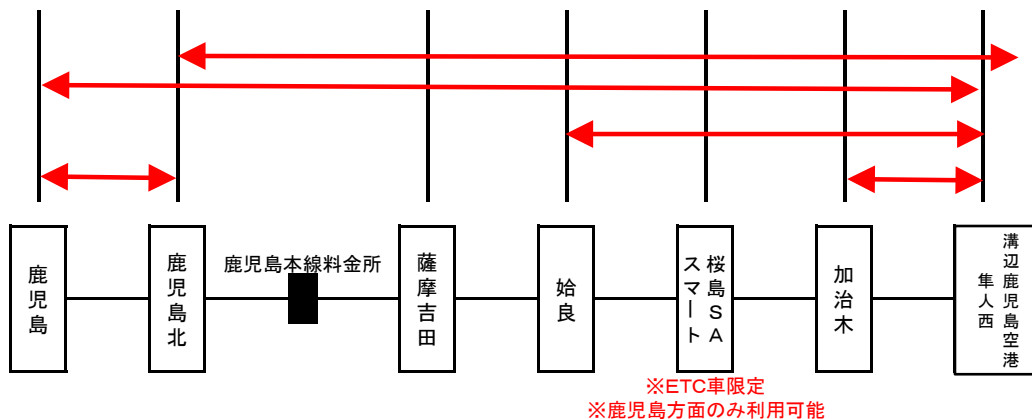 鹿児島
鹿児島北
鹿児島本線料金所
薩摩吉田
姶良
桜島SA
スマート
加治木
溝辺鹿児島空港
隼人西
※ETC車限定
※鹿児島方面のみ利用可能